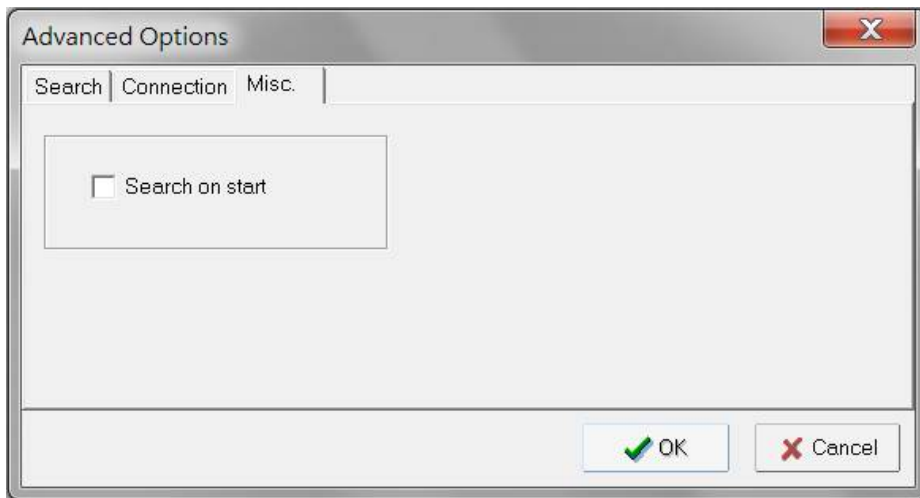 Advanced Options
Search Connection Misc.
Search on start
OK Cancel